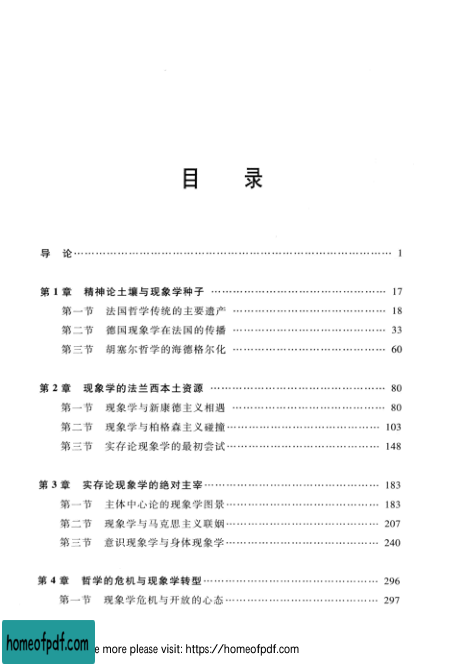 目 录
导 论……………………………………………………………… 1
第 1 章 精神论土壤与现象学种子 ……………………………… 17
第一节 法国哲学传统的主要遗产 ……………………………… 18
第二节 德国现象学在法国的传播 ……………………………… 33
第三节 胡塞尔哲学的海德格尔化 ……………………………… 60
第 2 章 现象学的法兰西本土资源 ……………………………… 80
第一节 现象学与新康德主义相遇 ……………………………… 80
第二节 现象学与柏格森主义碰撞……………………………… 103
第三节 实存论现象学的最初尝试……………………………… 148
第 3 章 实存论现象学的绝对主宰……………………………… 183
第一节 主体中心论的现象学图景……………………………… 183
第二节 现象学与马克思主义联姻……………………………… 207
第三节 意识现象学与身体现象学……………………………… 240
第 4 章 哲学的危机与现象学转型……………………………… 296
第一节 现象学危机与开放的心态……………………………… 297
homeofpdf.com e more please visit: https://homeofpdf.com